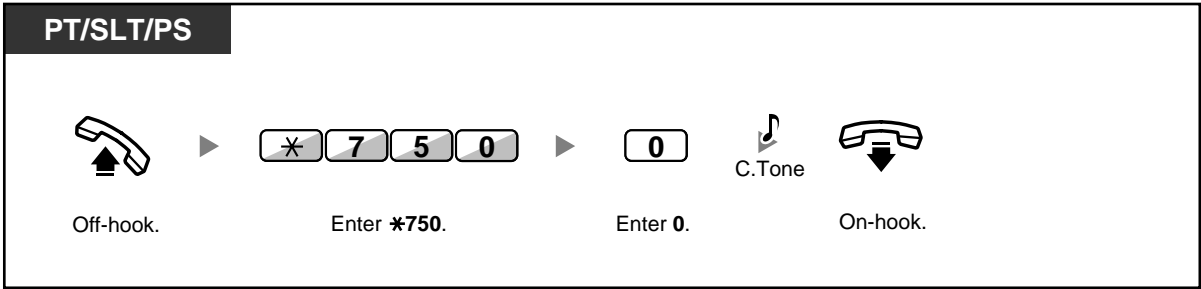 PT/SLT/PS
* 7 5 0 0
C.Tone
Off-hook. Enter *750. Enter 0. On-hook.